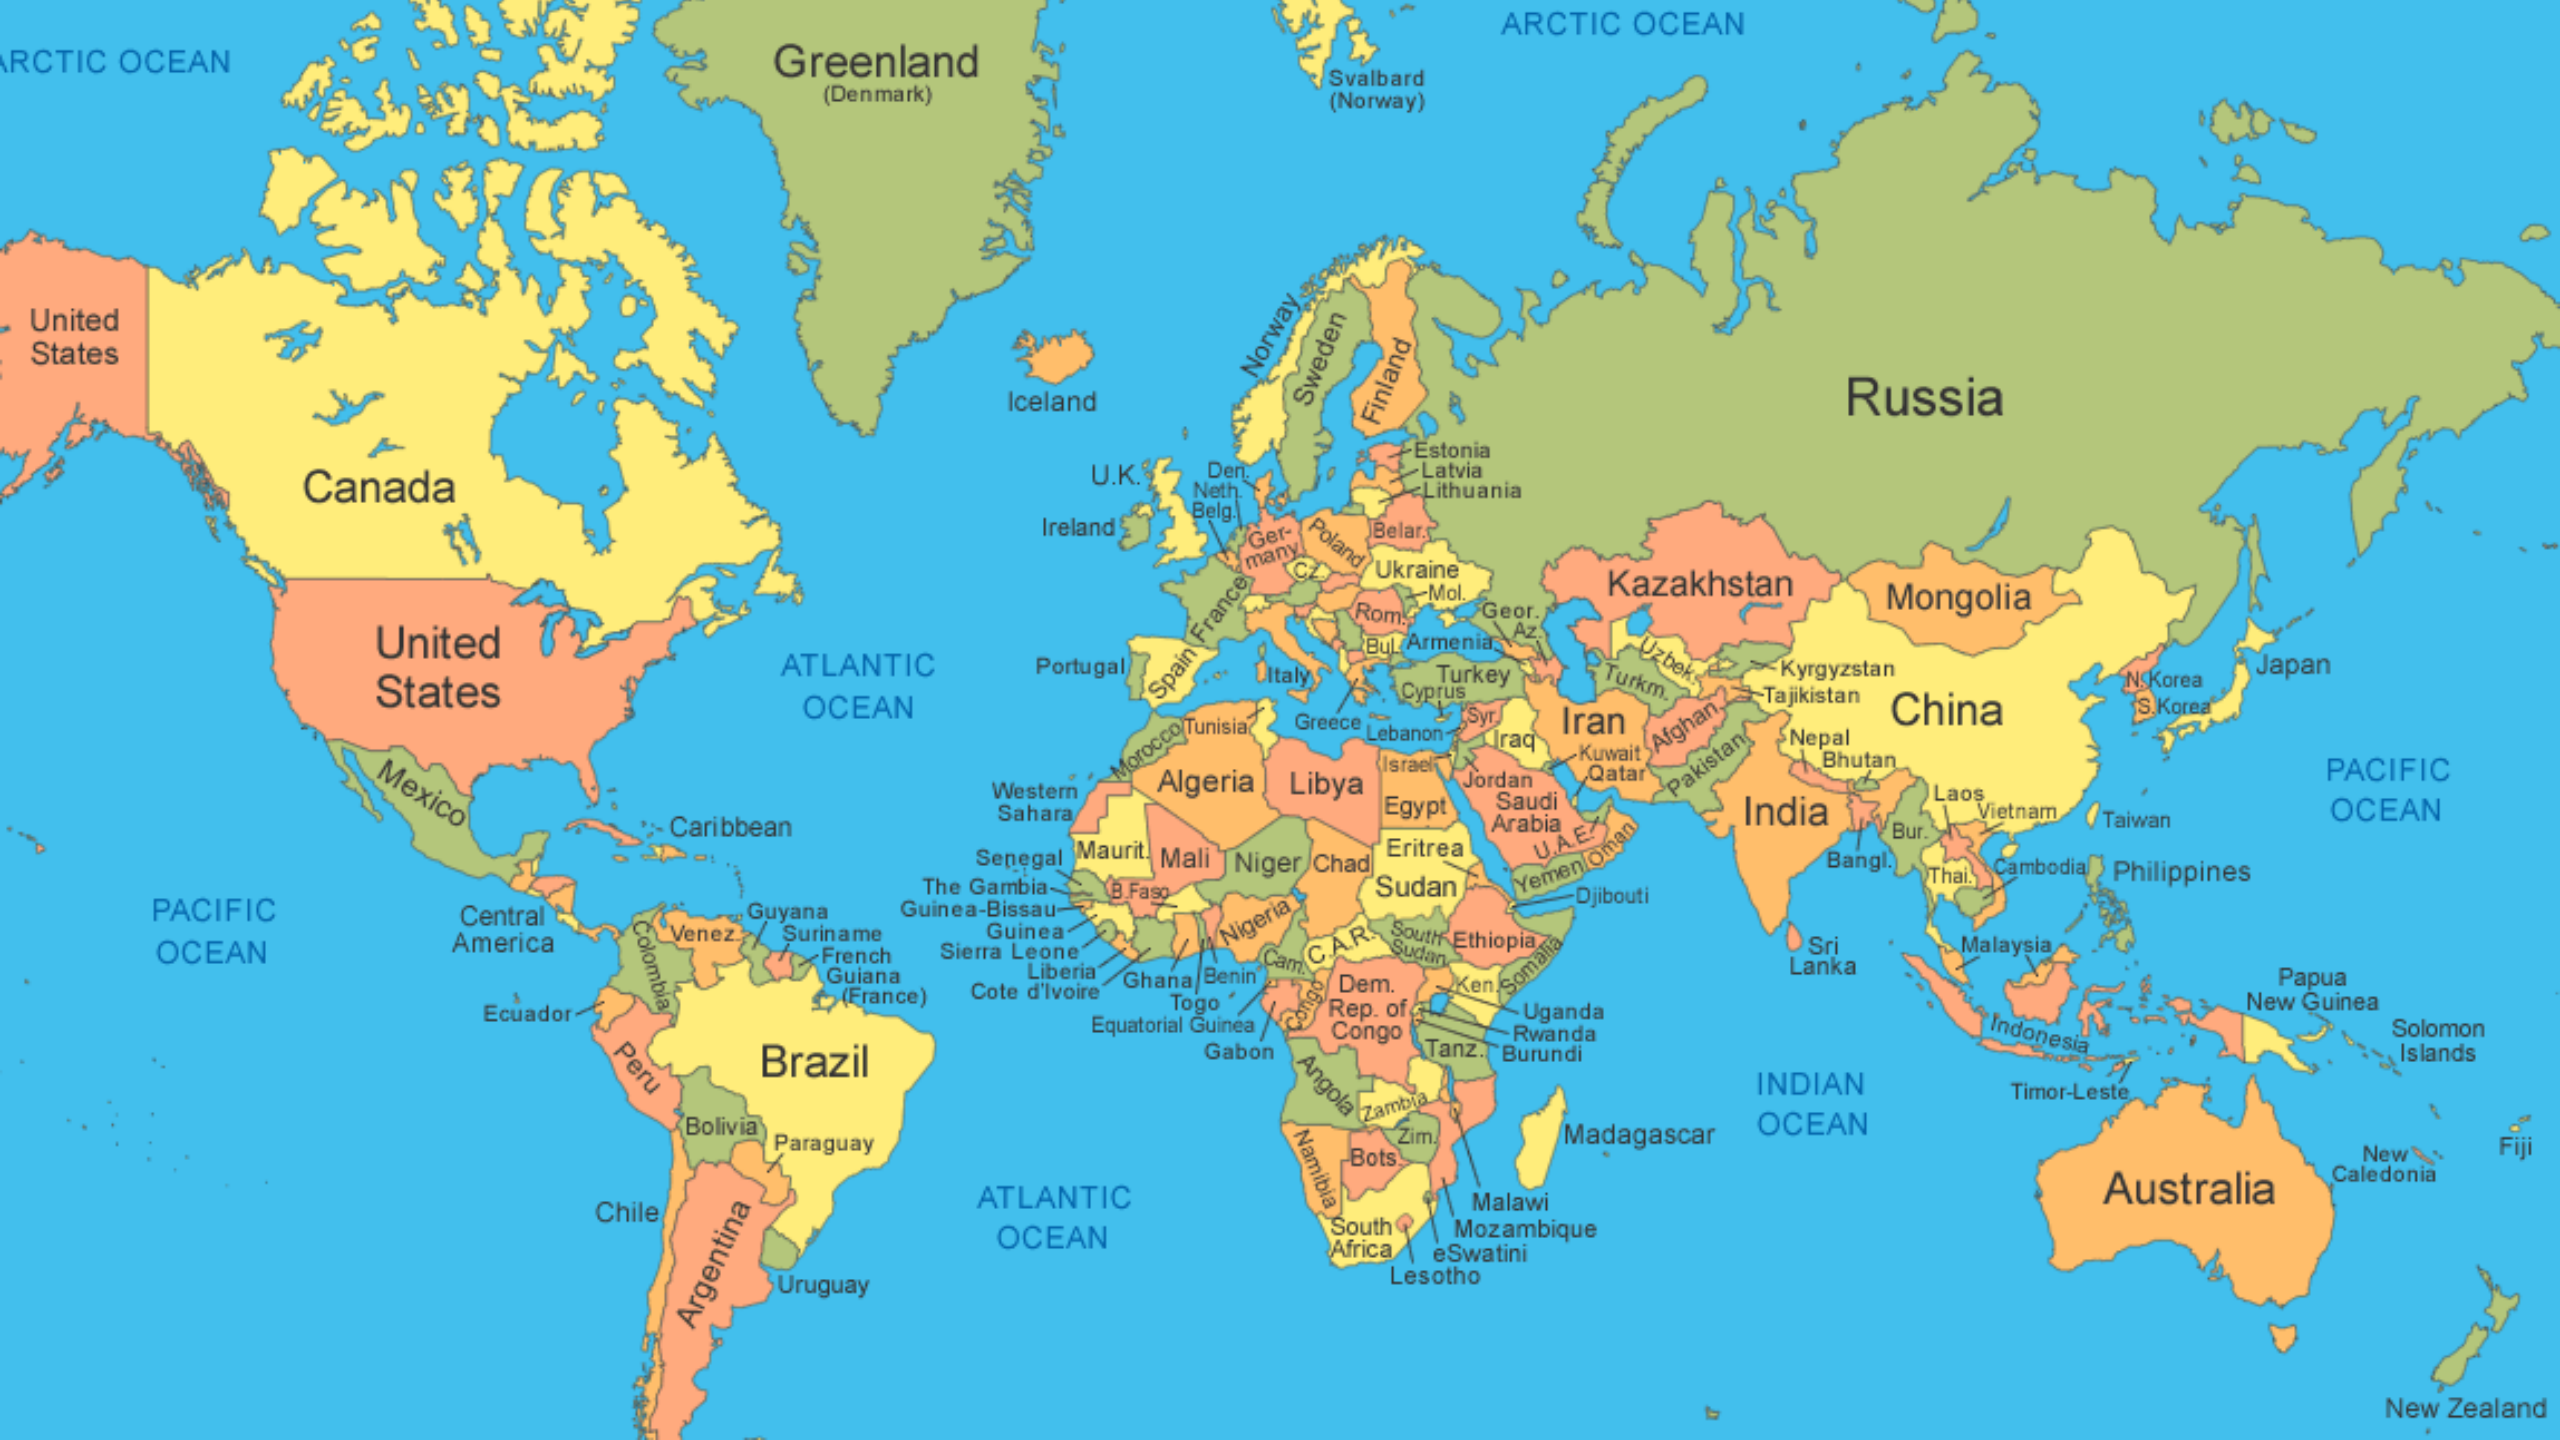 ARCTIC OCEAN
ARCTIC OCEAN
Greenland
(Denmark)
Svalbard
(Norway)
United
States
Canada
Iceland
Norway
Sweden
Finland
Russia
Estonia
Latvia
Lithuania
U.K.
Ireland
Den.
Neth.
Belg.
Ger-
many
Poland
Belar.
Cz.
Ukraine
Mol.
France
Rom.
Bul.
Geor.
Az.
Armenia
Kazakhstan
Mongolia
United
States
ATLANTIC
OCEAN
Portugal
Spain
Italy
Greece
Turkey
Cyprus
Lebanon
Syr.
Iraq
Iran
Israel
Jordan
Kuwait
Qatar
Uzbek.
Turkm.
Kyrgyzstan
Tajikistan
Afghan.
Pakistan
China
N. Korea
S.Korea
Japan
Nepal
Bhutan
India
Bangl.
Bur.
Laos
Vietnam
Thai.
Cambodia
Taiwan
Philippines
PACIFIC
OCEAN
Mexico
Caribbean
Central
America
PACIFIC
OCEAN
Morocco
Tunisia
Algeria
Libya
Egypt
Western
Sahara
Maurit.
Mali
Niger
Chad
Sudan
Eritrea
Saudi
Arabia
U.A.E.
Oman
Yemen
Djibouti
Senegal
The Gambia
Guinea-Bissau
Guinea
Sierra Leone
Liberia
Cote d'Ivoire
B.Faso
Ghana
Togo
Benin
Nigeria
Cam.
C.A.R.
South
Sudan
Ethiopia
Somalia
Equatorial Guinea
Gabon
Congo
Dem.
Rep. of
Congo
Ken.
Uganda
Rwanda
Burundi
Tanz.
Sri
Lanka
Malaysia
Indonesia
Papua
New Guinea
Solomon
Islands
Timor-Leste
Colombia
Venez.
Guyana
Suriname
French
Guiana
(France)
Ecuador
Peru
Brazil
Bolivia
Paraguay
Chile
Argentina
Uruguay
ATLANTIC
OCEAN
Angola
Zambia
Zim.
Namibia
Bots.
South
Africa
Malawi
Mozambique
eSwatini
Lesotho
Madagascar
INDIAN
OCEAN
Australia
New
Caledonia
Fiji
New Zealand